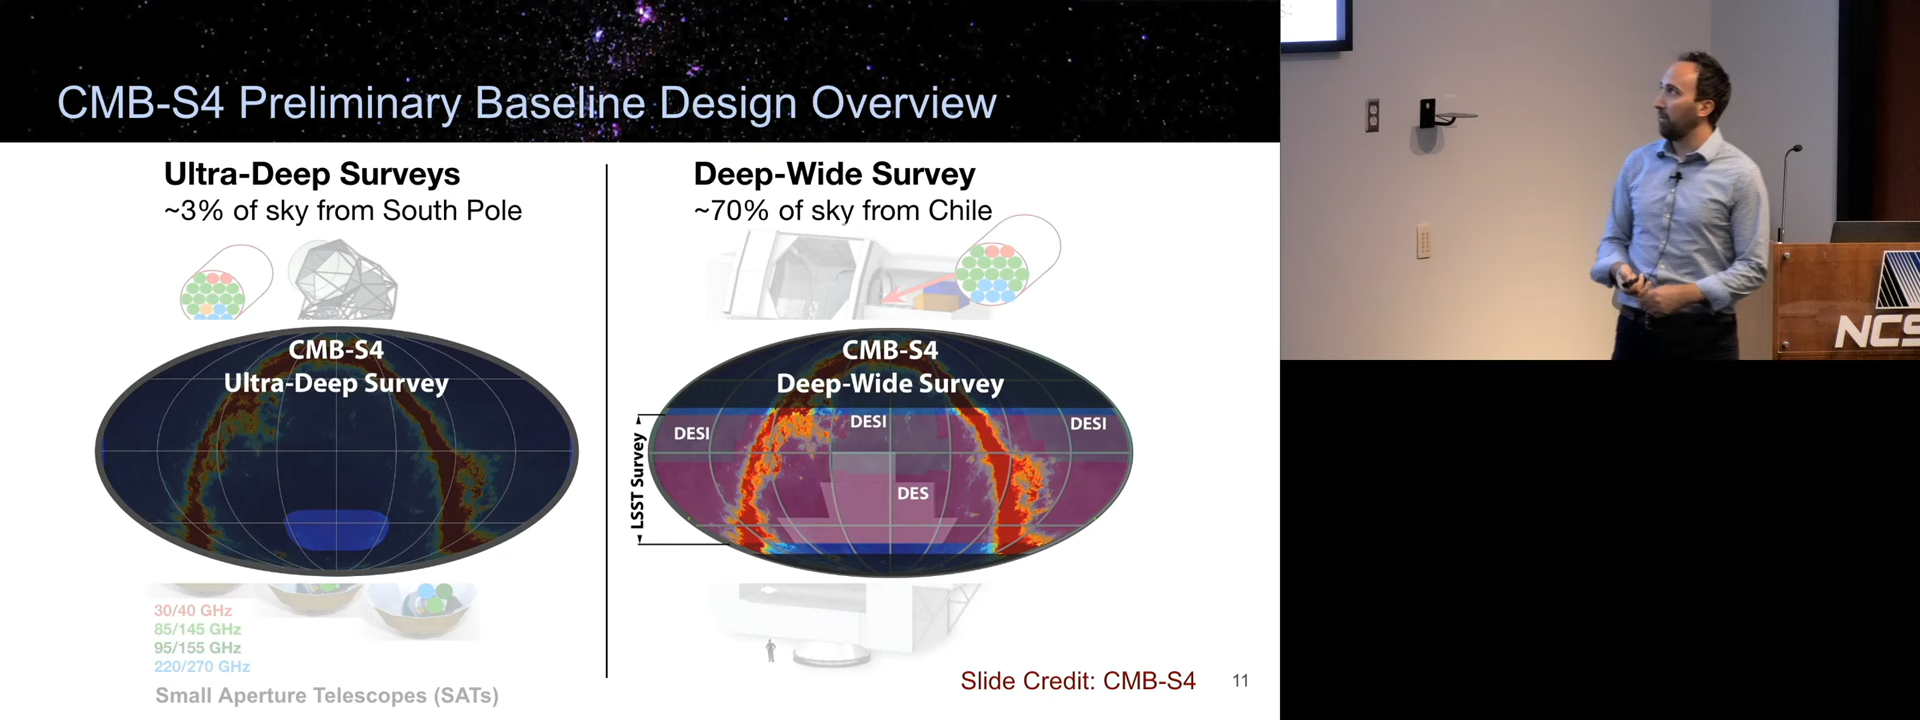 CMB-S4 Preliminary Baseline Design Overview
Ultra-Deep Surveys
~3% of sky from South Pole
CMB-S4
Ultra-Deep Survey
30/40 GHz
85/145 GHz
95/155 GHz
220/270 GHz
Small Aperture Telescopes (SATs)
Deep-Wide Survey
~70% of sky from Chile
CMB-S4
Deep-Wide Survey
DESI
DESI
DESI
DES
LSST Survey
Slide Credit: CMB-S4
11
NCS